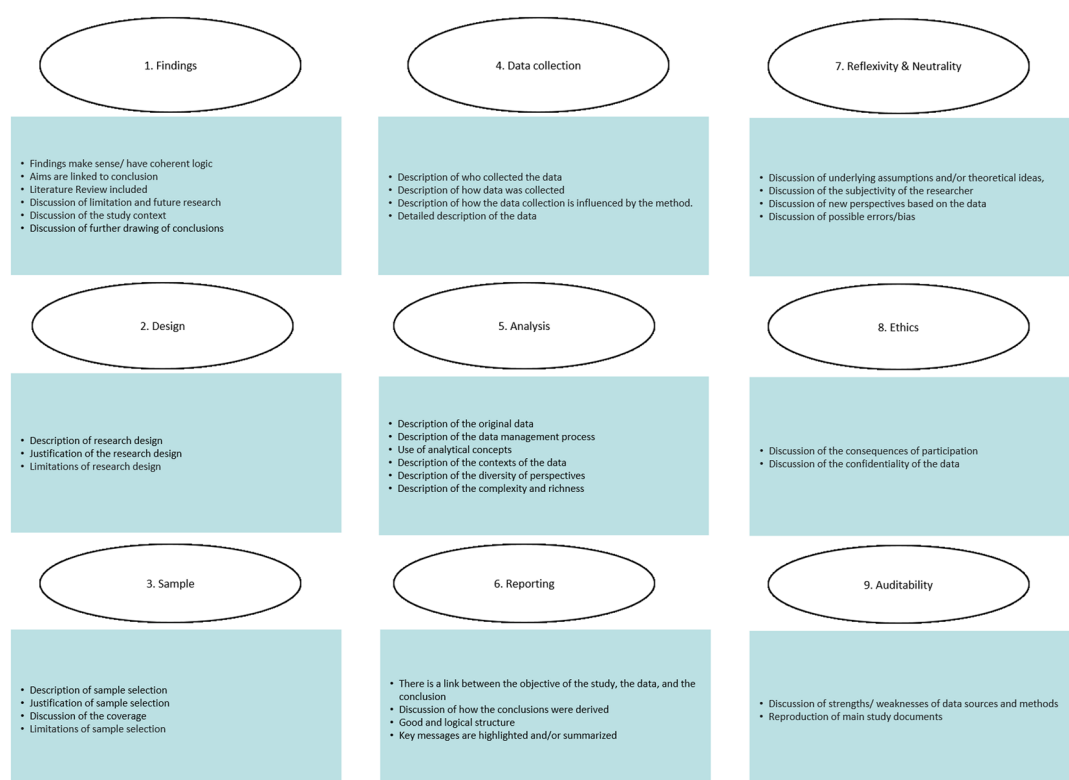 1. Findings
• Findings make sense/ have coherent logic
• Aims are linked to conclusion
• Literature Review included
• Discussion of limitation and future research
• Discussion of the study context
• Discussion of further drawing of conclusions
2. Design
• Description of research design
• Justification of the research design
• Limitations of research design
3. Sample
• Description of sample selection
• Justification of sample selection
• Discussion of the coverage
• Limitations of sample selection
4. Data collection
• Description of who collected the data
• Description of how data was collected
• Description of how the data collection is influenced by the method.
• Detailed description of the data
5. Analysis
• Description of the original data
• Description of the data management process
• Use of analytical concepts
• Description of the contexts of the data
• Description of the diversity of perspectives
• Description of the complexity and richness
6. Reporting
• There is a link between the objective of the study, the data, and the
conclusion
• Discussion of how the conclusions were derived
• Good and logical structure
• Key messages are highlighted and/or summarized
7. Reflexivity & Neutrality
• Discussion of underlying assumptions and/or theoretical ideas,
• Discussion of the subjectivity of the researcher
• Discussion of new perspectives based on the data
• Discussion of possible errors/bias
8. Ethics
• Discussion of the consequences of participation
• Discussion of the confidentiality of the data
9. Auditability
• Discussion of strengths/ weaknesses of data sources and methods
• Reproduction of main study documents